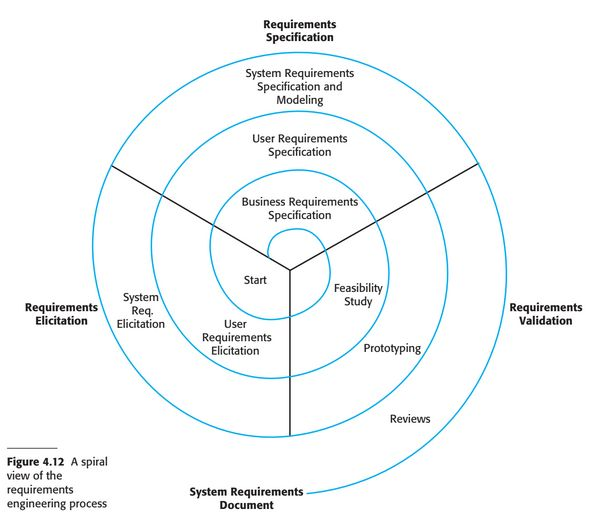 Requirements
Specification
System Requirements
Specification and
Modeling
User Requirements
Specification
Business Requirements
Specification
Start
Feasibility
Study
Requirements
Elicitation
System
Req.
Elicitation
User
Requirements
Elicitation
Prototyping
Requirements
Validation
Reviews
Figure 4.12 A spiral
view of the
requirements
engineering process
System Requirements
Document